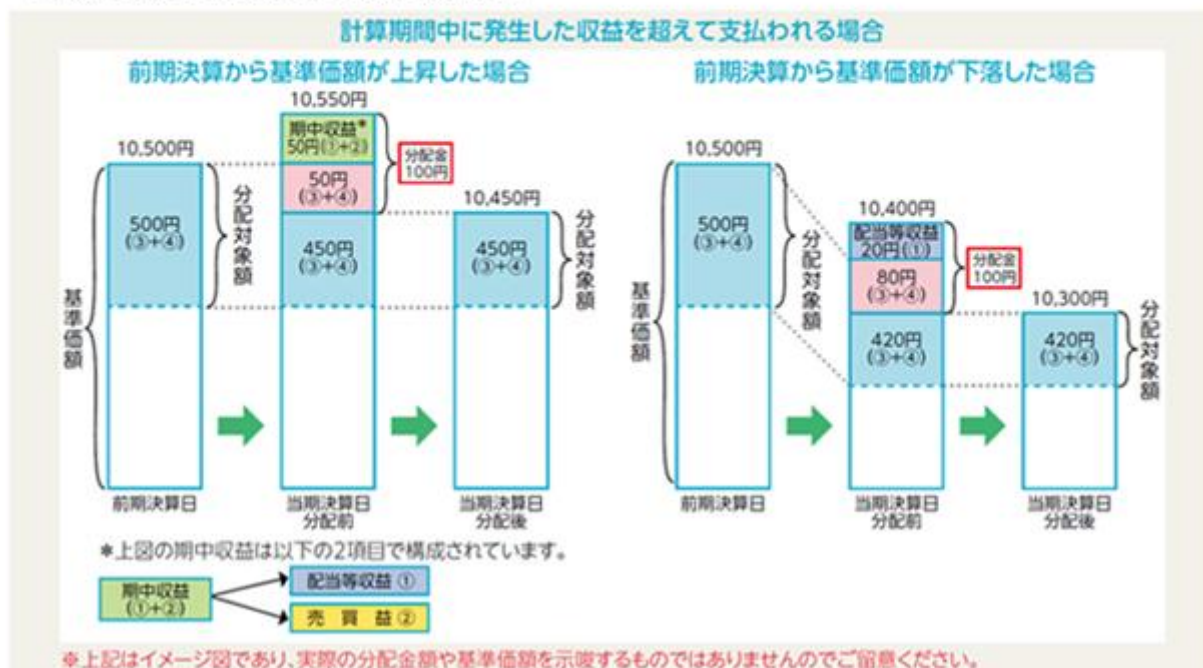 計算期間中に発生した収益を超えて支払われる場合
前期決算から基準価額が上昇した場合
10,550円
期中収益*
50円(①+②)
10,500円
分配金
100円
50円
(③+④)
10,450円
500円
(③+④)
分配対象額
450円
(③+④)
450円
(③+④)
分配対象額
基準価額
前期決算日
当期決算日
分配前
当期決算日
分配後
*上図の期中収益は以下の2項目で構成されています。
期中収益
(①+②)
配当等収益 ①
売買益 ②
前期決算から基準価額が下落した場合
10,500円
500円
(③+④)
分配対象額
10,400円
配当等収益
20円(①)
分配金
100円
80円
(③+④)
10,300円
420円
(③+④)
420円
(③+④)
分配対象額
基準価額
前期決算日
当期決算日
分配前
当期決算日
分配後
※上記はイメージ図であり、実際の分配金額や基準価額を示唆するものではありませんのでご留意ください。